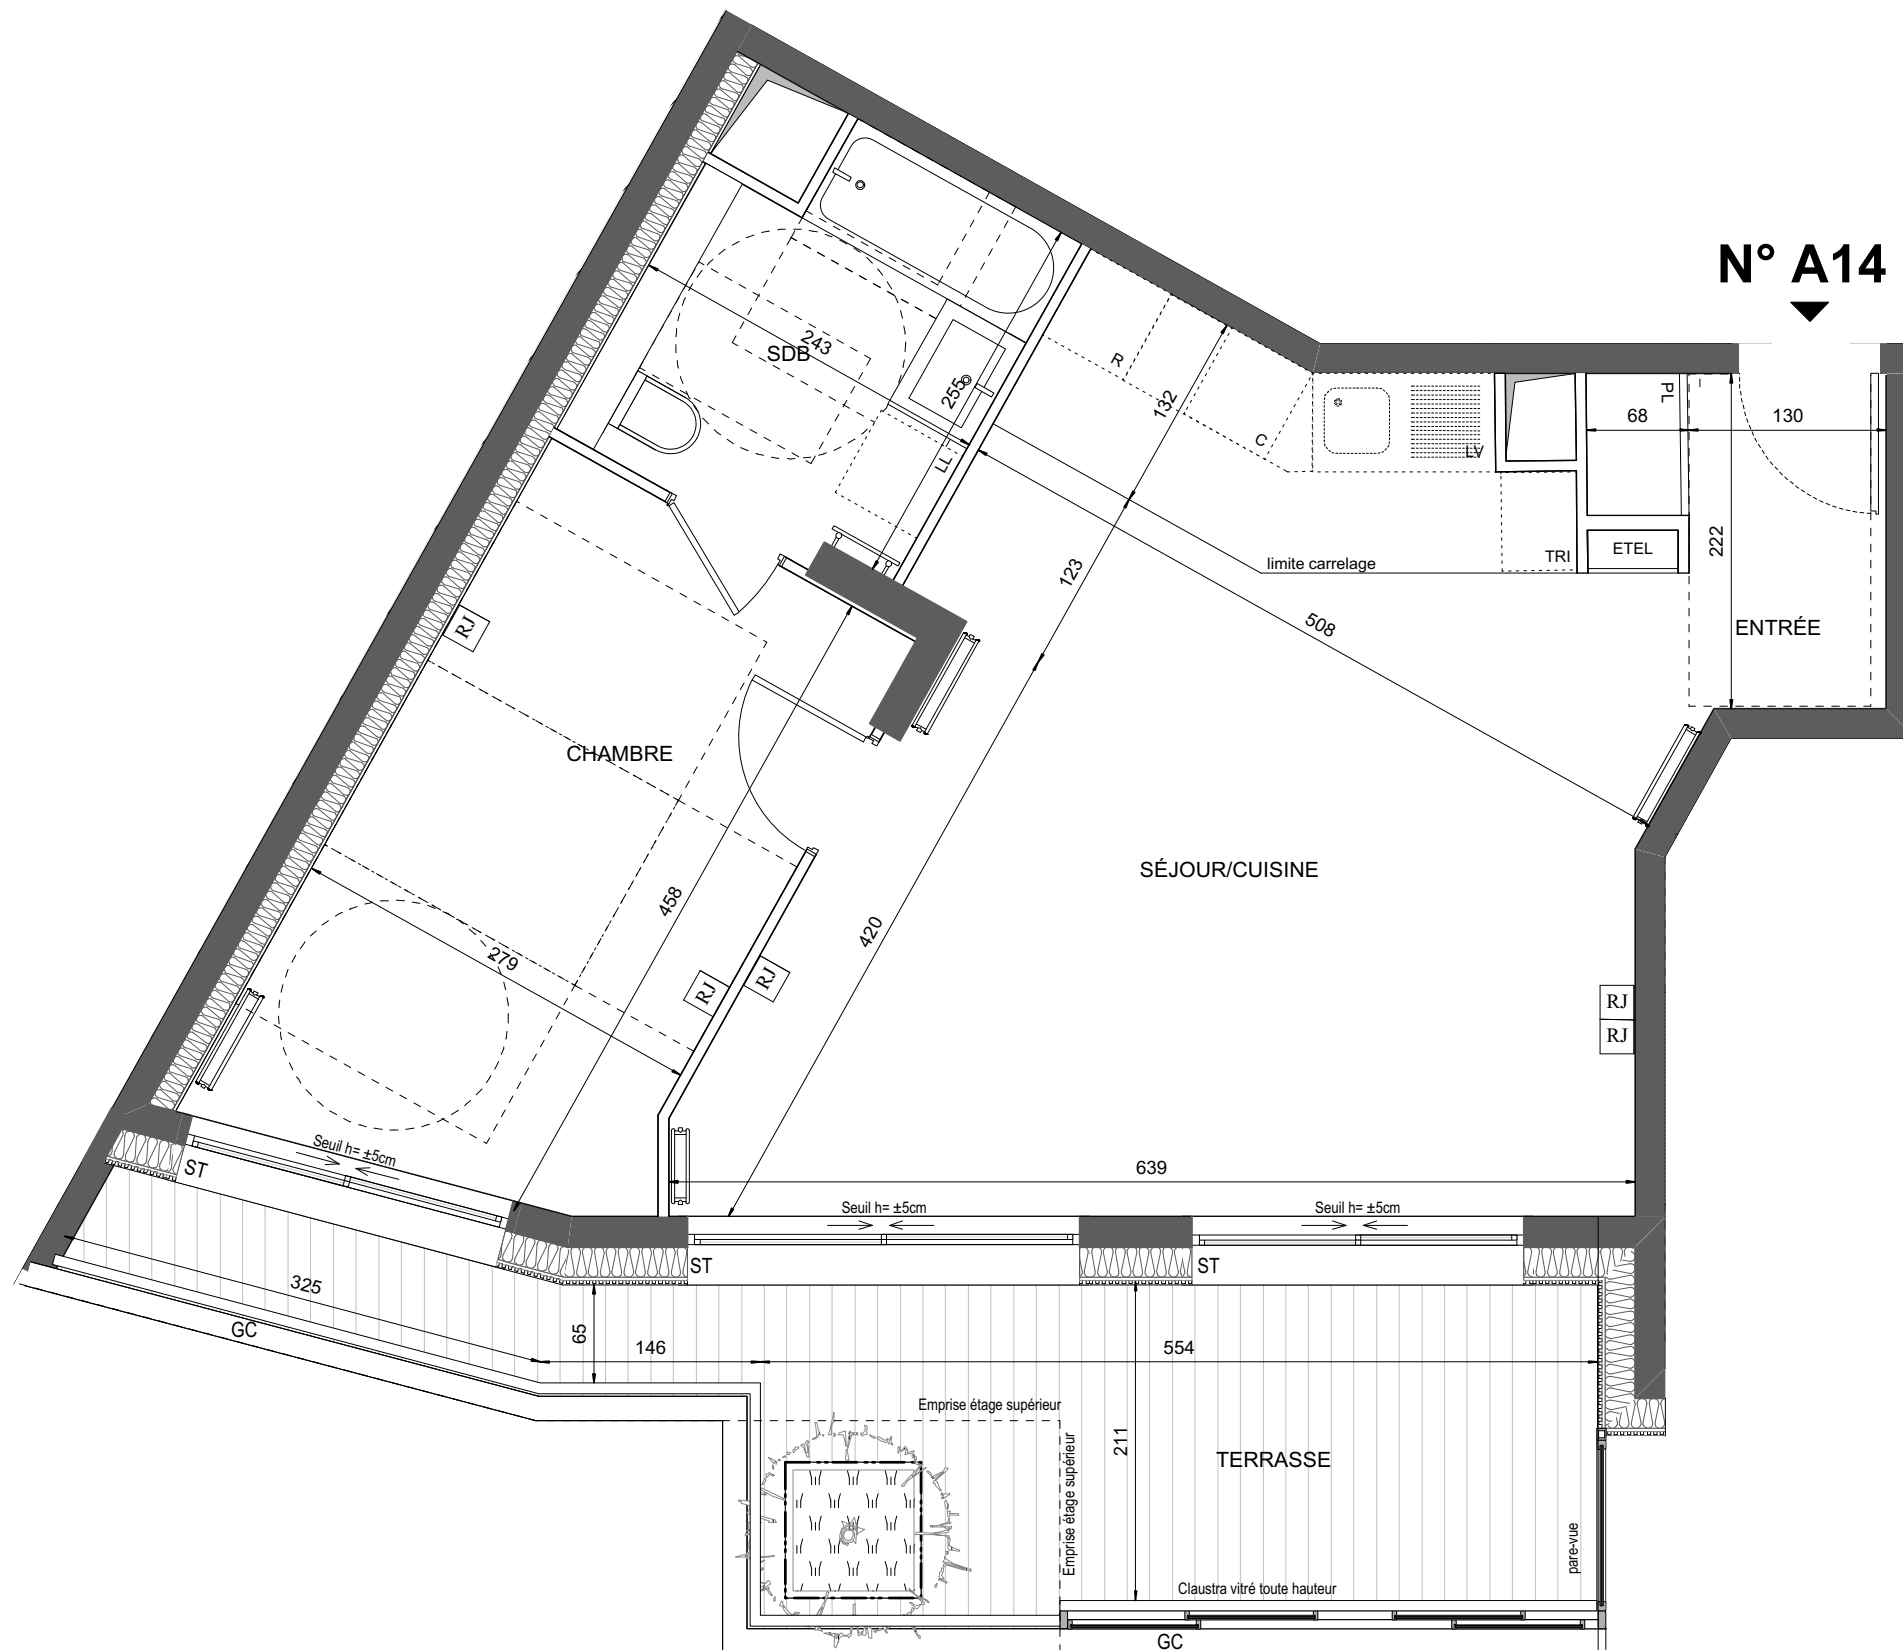 N° A14
R
C
LV
PL
68
130
SDB
243
255
132
LL
limite carrelage
TRI
ETEL
222
123
508
ENTRÉE
RJ
CHAMBRE
SÉJOUR/CUISINE
458
420
279
RJ
RJ
RJ
RJ
Seuil h= ±5cm
ST
639
Seuil h= ±5cm
Seuil h= ±5cm
ST
ST
325
GC
65
146
554
Emprise étage supérieur
Emprise étage supérieur
211
TERRASSE
pare-vue
Claustra vitré toute hauteur
GC